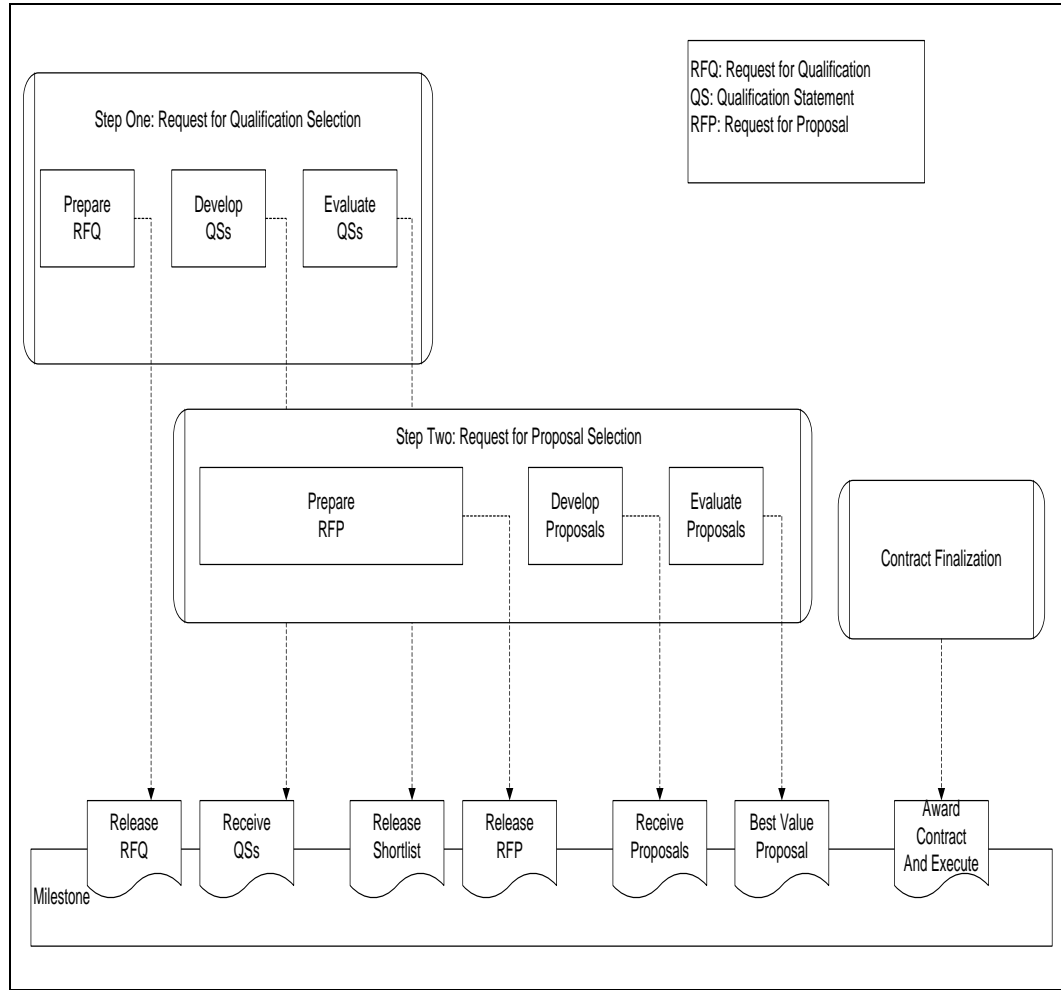 RFQ: Request for Qualification
QS: Qualification Statement
RFP: Request for Proposal
Step One: Request for Qualification Selection
Prepare
RFQ
Develop
QSs
Evaluate
QSs
Step Two: Request for Proposal Selection
Prepare
RFP
Develop
Proposals
Evaluate
Proposals
Contract Finalization
Release
RFQ
Receive
QSs
Release
Shortlist
Release
RFP
Receive
Proposals
Best Value
Proposal
Award
Contract
And Execute
Milestone